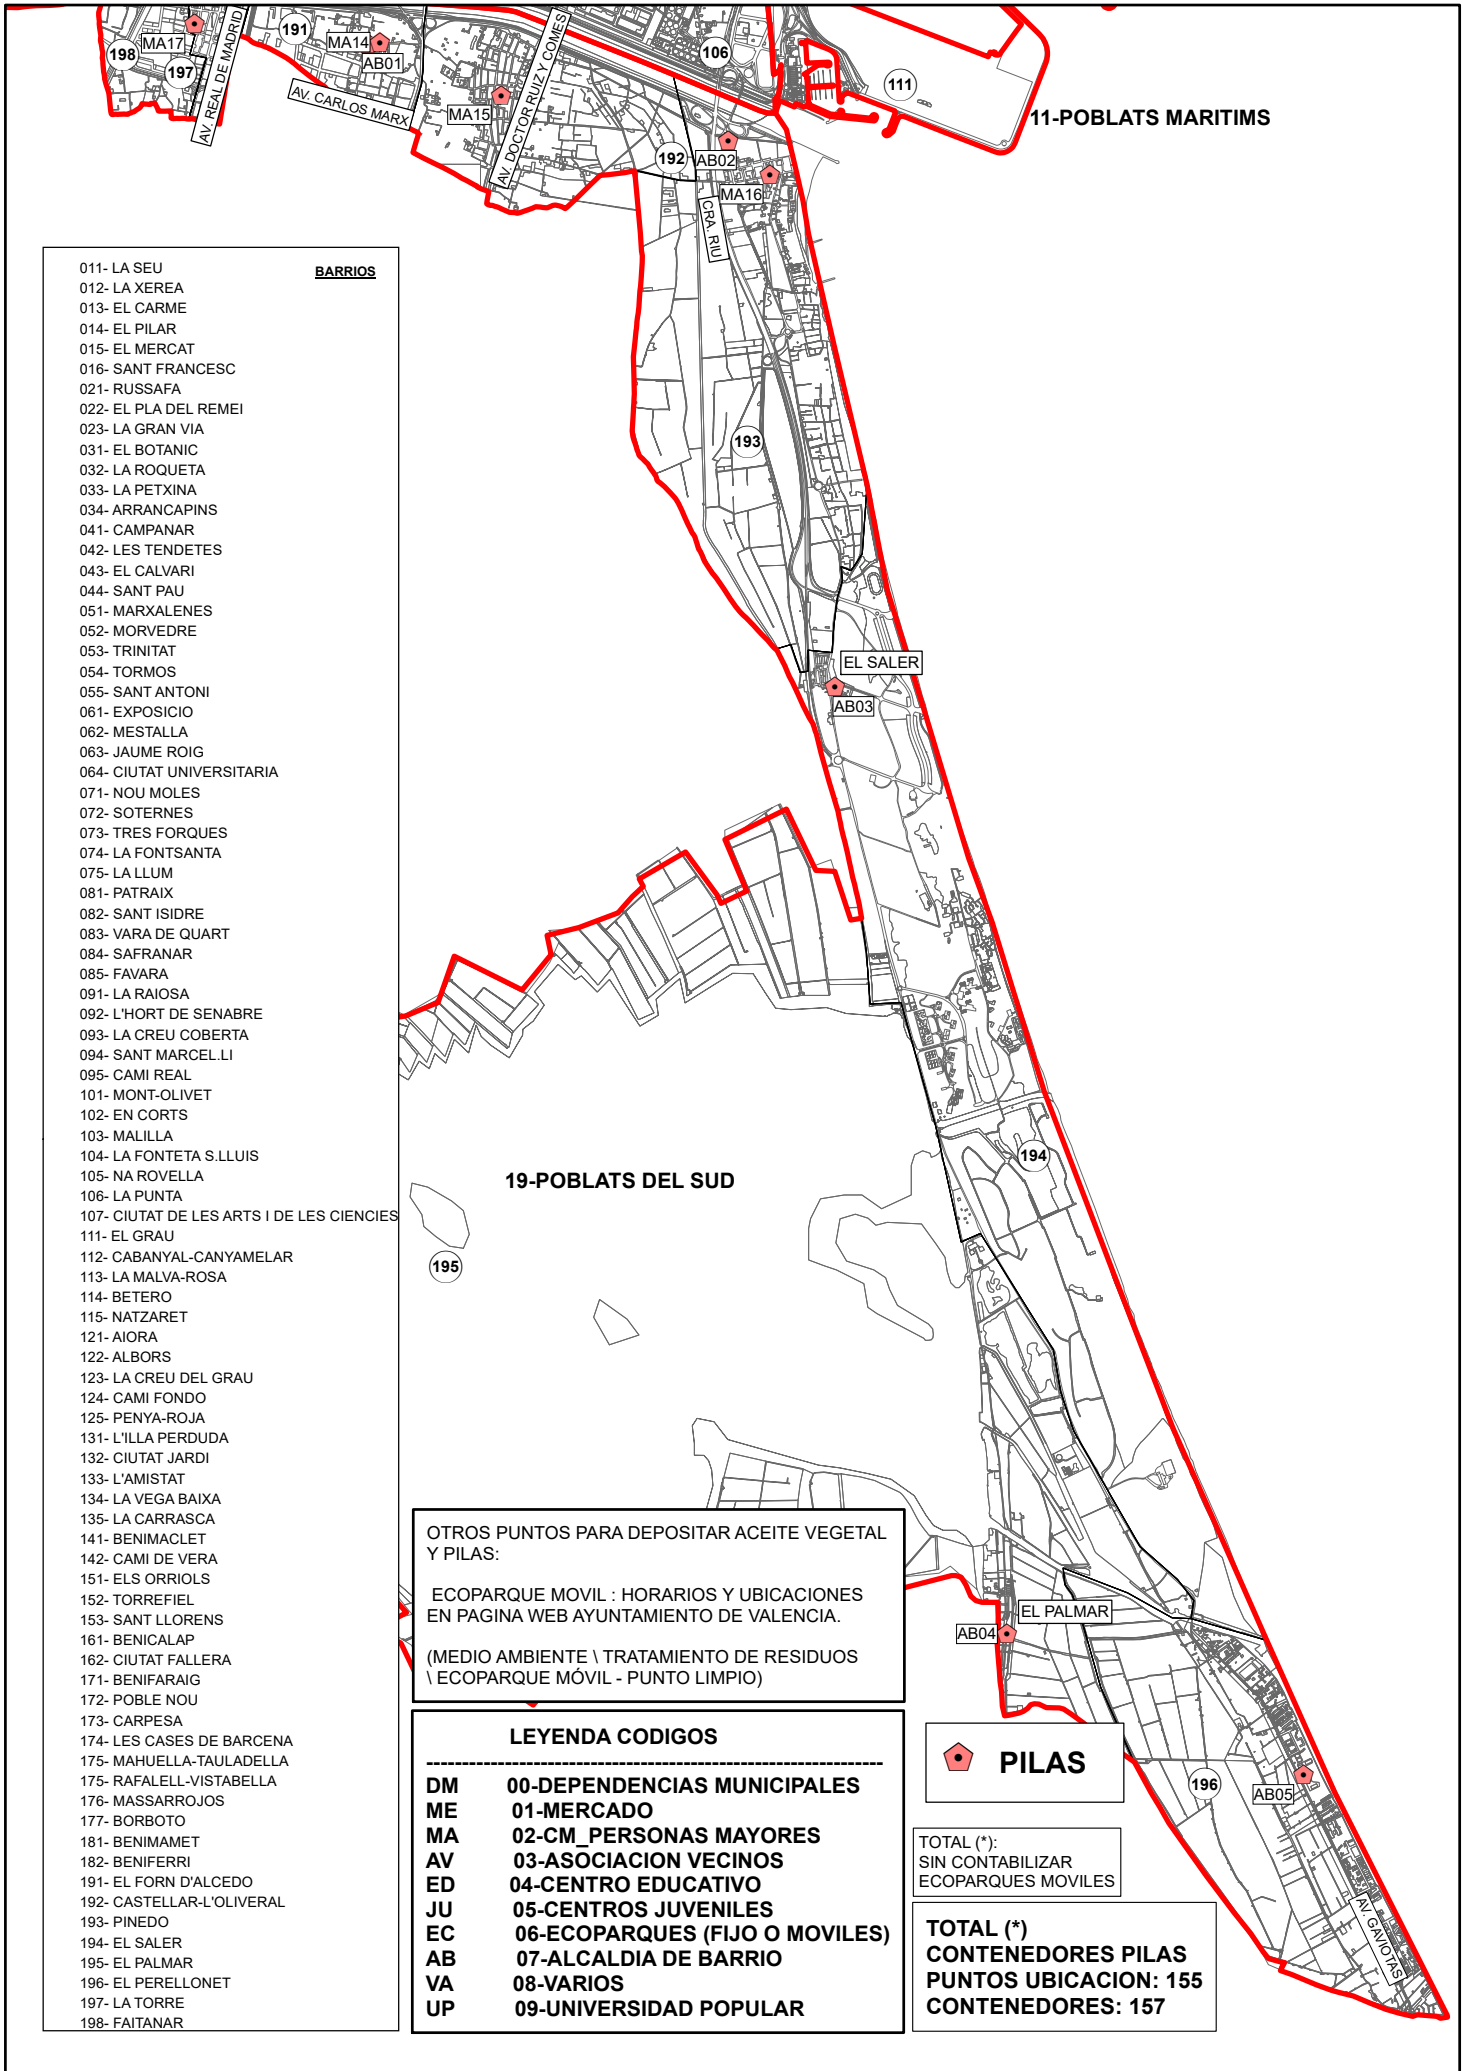 198
MA17
197
AV. REAL DE MADRID
191
MA14
AB01
AV. CARLOS MARX
MA15
AV. DOCTOR RUIZ Y COMES
106
111
11-POBLATS MARITIMS
192
AB02
MA16
CRA. RIU
193
EL SALER
AB03
BARRIOS
011- LA SEU
012- LA XEREA
013- EL CARME
014- EL PILAR
015- EL MERCAT
016- SANT FRANCESC
021- RUSSAFA
022- EL PLA DEL REMEI
023- LA GRAN VIA
031- EL BOTANIC
032- LA ROQUETA
033- LA PETXINA
034- ARRANCAPINS
041- CAMPANAR
042- LES TENDETES
043- EL CALVARI
044- SANT PAU
051- MARXALENES
052- MORVEDRE
053- TRINITAT
054- TORMOS
055- SANT ANTONI
061- EXPOSICIO
062- MESTALLA
063- JAUME ROIG
064- CIUTAT UNIVERSITARIA
071- NOU MOLES
072- SOTERNES
073- TRES FORQUES
074- LA FONTSANTA
075- LA LLUM
081- PATRAIX
082- SANT ISIDRE
083- VARA DE QUART
084- SAFRANAR
085- FAVARA
091- LA RAIOSA
092- L'HORT DE SENABRE
093- LA CREU COBERTA
094- SANT MARCEL.LI
095- CAMI REAL
101- MONT-OLIVET
102- EN CORTS
103- MALILLA
104- LA FONTETA S.LLUIS
105- NA ROVELLA
106- LA PUNTA
107- CIUTAT DE LES ARTS I DE LES CIENCIES
111- EL GRAU
112- CABANYAL-CANYAMELAR
113- LA MALVA-ROSA
114- BETERO
115- NATZARET
121- AIORA
122- ALBORS
123- LA CREU DEL GRAU
124- CAMI FONDO
125- PENYA-ROJA
131- L'ILLA PERDUDA
132- CIUTAT JARDI
133- L'AMISTAT
134- LA VEGA BAIXA
135- LA CARRASCA
141- BENIMACLET
142- CAMI DE VERA
151- ELS ORRIOLS
152- TORREFIEL
153- SANT LLORENS
161- BENICALAP
162- CIUTAT FALLERA
171- BENIFARAIG
172- POBLE NOU
173- CARPESA
174- LES CASES DE BARCENA
175- MAHUELLA-TAULADELLA
175- RAFALELL-VISTABELLA
176- MASSARROJOS
177- BORBOTO
181- BENIMAMET
182- BENIFERRI
191- EL FORN D'ALCEDO
192- CASTELLAR-L'OLIVERAL
193- PINEDO
194- EL SALER
195- EL PALMAR
196- EL PERELLONET
197- LA TORRE
198- FAITANAR
19-POBLATS DEL SUD
194
195
OTROS PUNTOS PARA DEPOSITAR ACEITE VEGETAL
Y PILAS:
ECOPARQUE MOVIL : HORARIOS Y UBICACIONES
EN PAGINA WEB AYUNTAMIENTO DE VALENCIA.
(MEDIO AMBIENTE \ TRATAMIENTO DE RESIDUOS
\ ECOPARQUE MÓVIL - PUNTO LIMPIO)
EL PALMAR
AB04
LEYENDA CODIGOS
DM 00-DEPENDENCIAS MUNICIPALES
ME 01-MERCADO
MA 02-CM_PERSONAS MAYORES
AV 03-ASOCIACION VECINOS
ED 04-CENTRO EDUCATIVO
JU 05-CENTROS JUVENILES
EC 06-ECOPARQUES (FIJO O MOVILES)
AB 07-ALCALDIA DE BARRIO
VA 08-VARIOS
UP 09-UNIVERSIDAD POPULAR
PILAS
196
AB05
TOTAL (*):
SIN CONTABILIZAR
ECOPARQUES MOVILES
AV. GAVIOTAS
TOTAL (*)
CONTENEDORES PILAS
PUNTOS UBICACION: 155
CONTENEDORES: 157